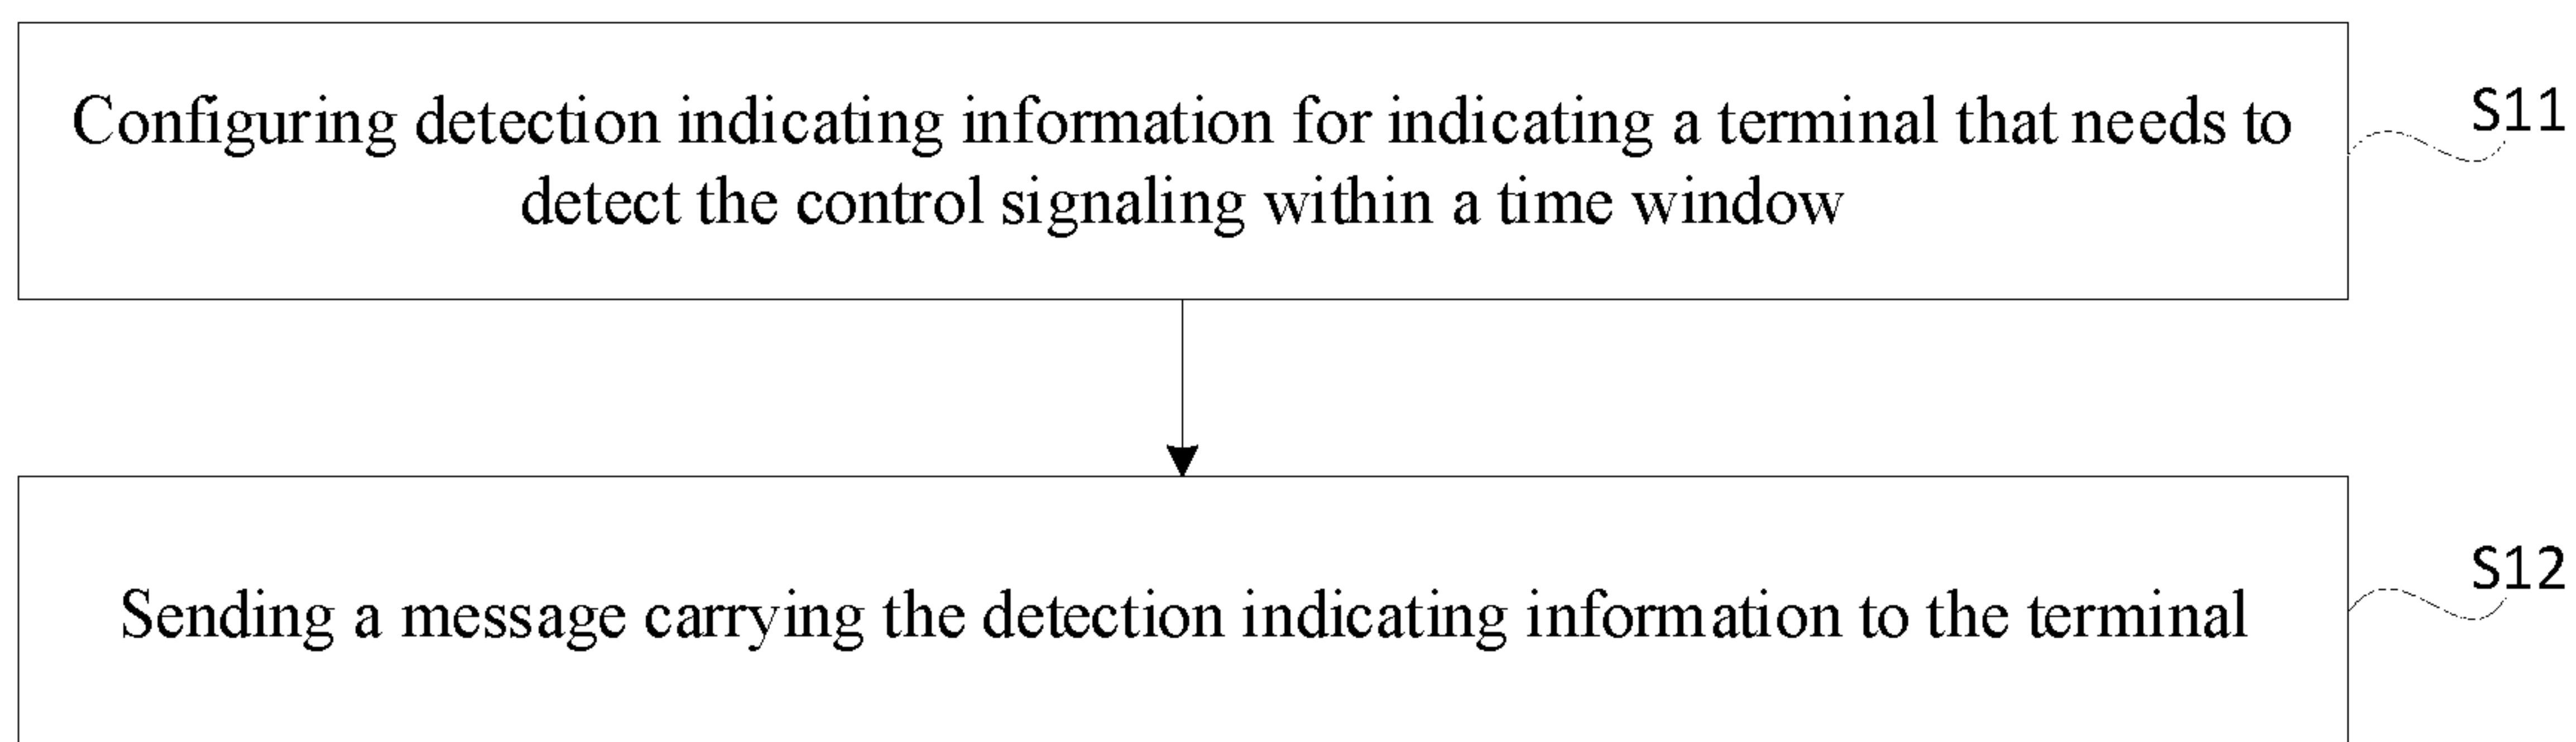 Configuring detection indicating information for indicating a terminal that needs to
detect the control signaling within a time window
S11
Sending a message carrying the detection indicating information to the terminal
S12